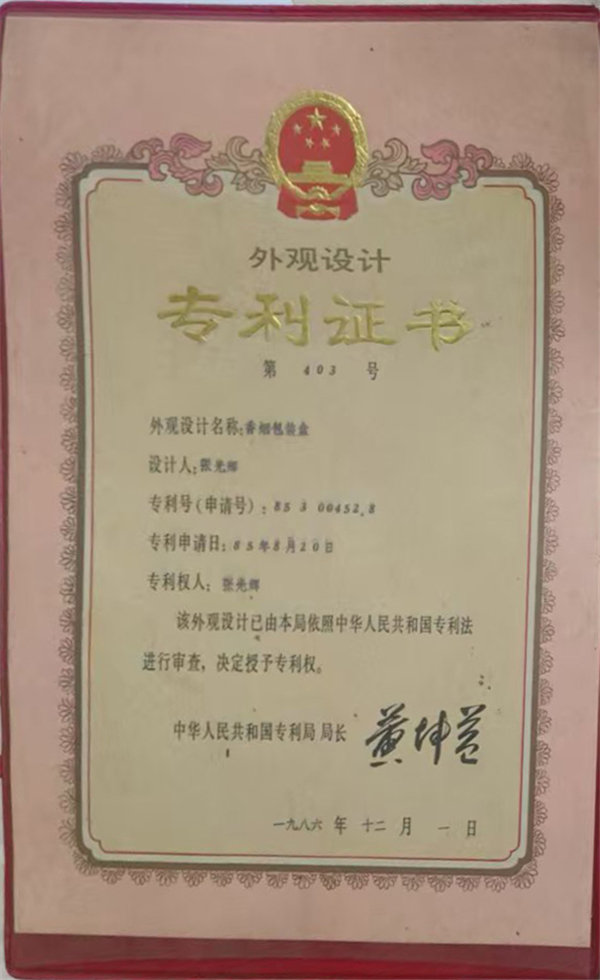 外观设计
专利证书
第 403 号
外观设计名称:香烟包装盒
设计人:张光辉
专利号(申请号):85 3 00452.8
专利申请日:85年8月20日
专利权人: 张光辉
该外观设计已由本局依照中华人民共和国专利法
进行审查,决定授予专利权。
中华人民共和国专利局 局长 黄坤益
一九八六 年 十二 月 一 日